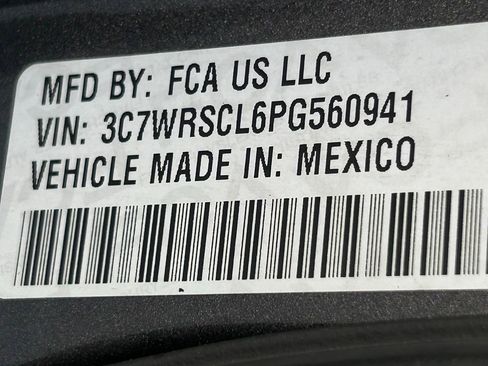 MFD BY: FCA US LLC
VIN: 3C7WRSCL6PG560941
VEHICLE MADE IN: MEXICO